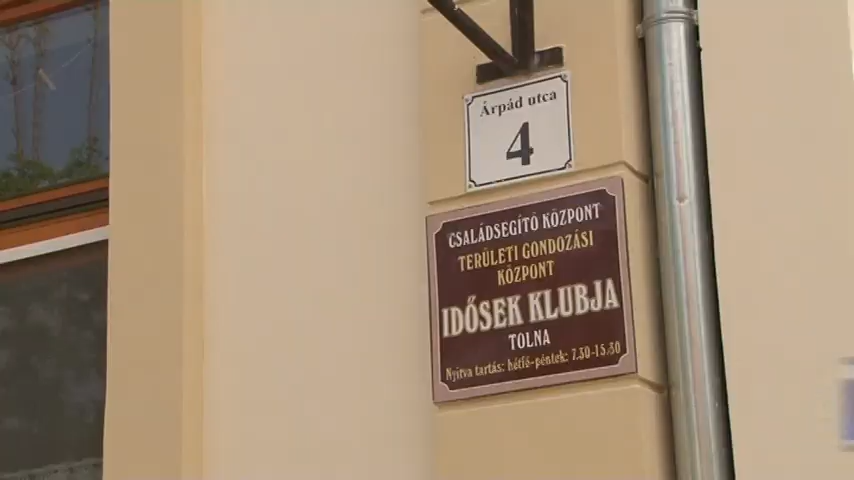 Árpád utca
4
CSALÁDSEGÍTŐ KÖZPONT
TERÜLETI GONDOZÁSI
KÖZPONT
IDŐSEK KLUBJA
TOLNA
Nyitva tartás: hétfő-péntek: 7.30-15.30